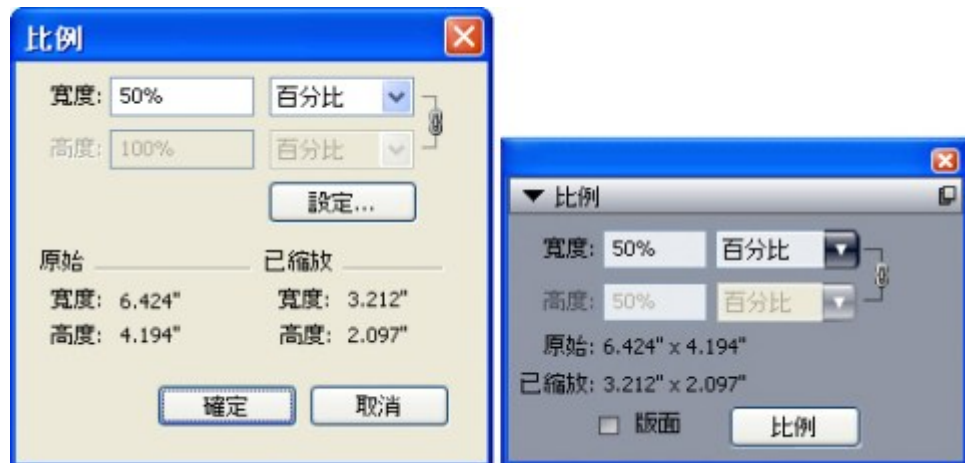 比例
寬度: 50% 百分比
高度: 100% 百分比
設定...
原始 已縮放
寬度: 6.424" 寬度: 3.212"
高度: 4.194" 高度: 2.097"
確定 取消
比例
寬度: 50% 百分比
高度: 50% 百分比
原始: 6.424" x 4.194"
已縮放: 3.212" x 2.097"
版面 比例